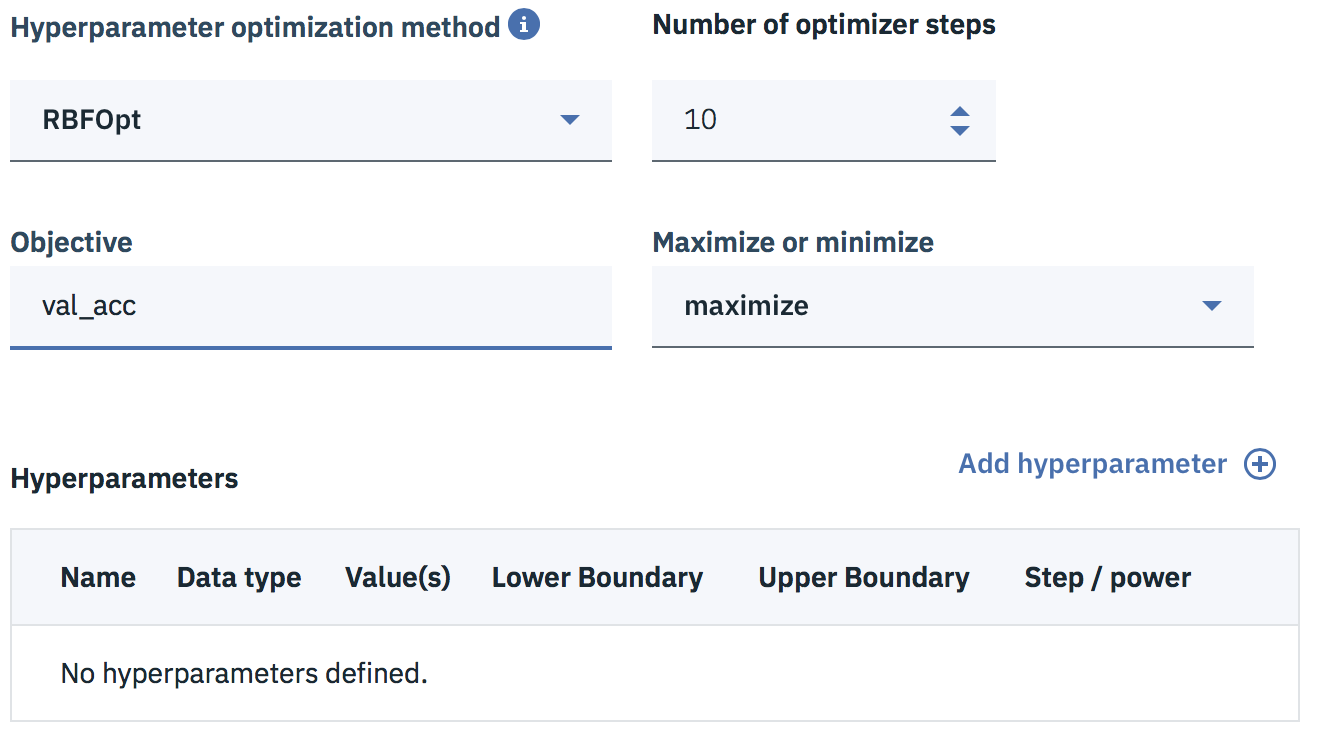 Hyperparameter optimization method
Number of optimizer steps
RBFOpt
10
Objective
Maximize or minimize
val_acc
maximize
Hyperparameters
Add hyperparameter
Name Data type Value(s) Lower Boundary Upper Boundary Step / power
No hyperparameters defined.